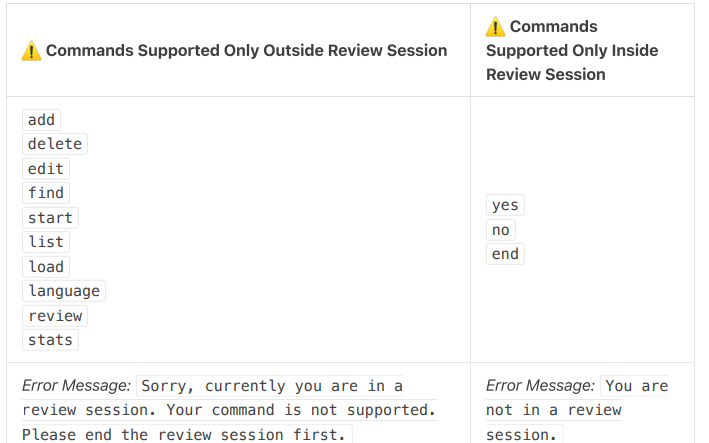 ⚠️ Commands Supported Only Outside Review Session
⚠️ Commands
Supported Only Inside
Review Session
add
delete
edit
find
start
list
load
language
review
stats
yes
no
end
Error Message: Sorry, currently you are in a
review session. Your command is not supported.
Please end the review session first.
Error Message: You are
not in a review
session.